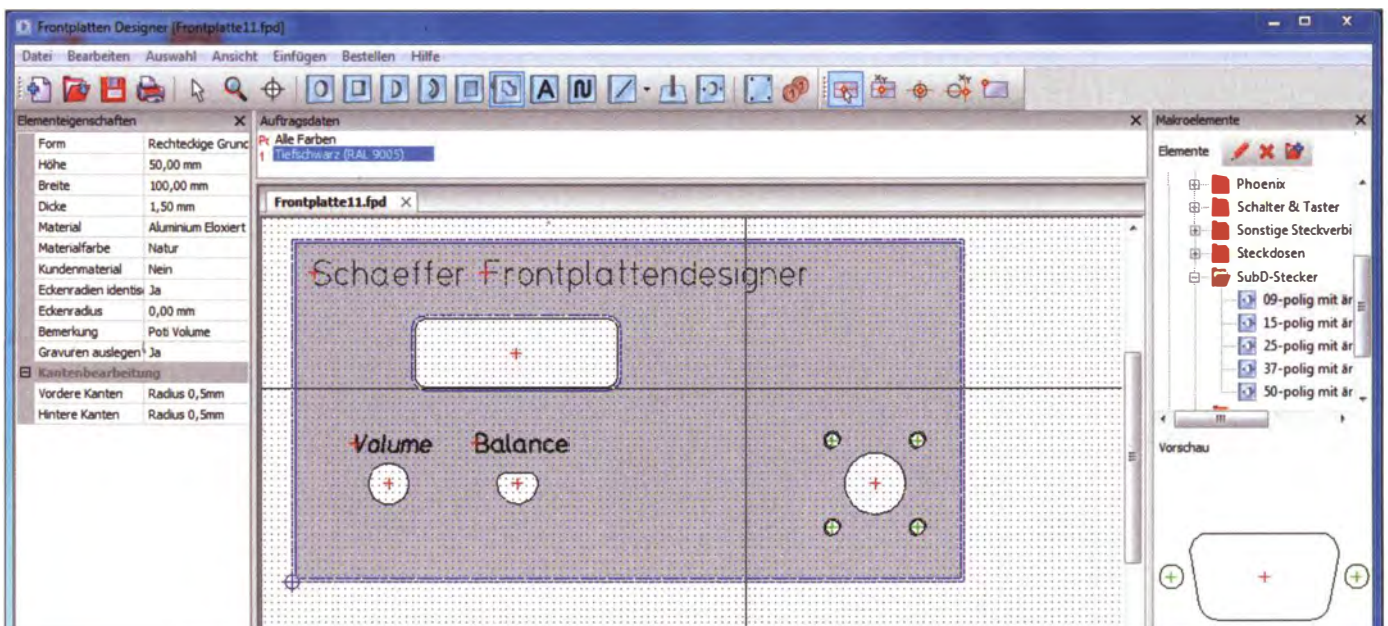 Frontplatten Designer [Frontplatte11.fpd]
Datei Bearbeiten Auswahl Ansicht Einfügen Bestellen Hilfe
Elementeigenschaften
Form Rechteckige Grunc
Höhe 50,00 mm
Breite 100,00 mm
Dicke 1,50 mm
Material Aluminium Eloxiert
Materialfarbe Natur
Kundenmaterial Nein
Eckenradien identis Ja
Eckenradius 0,00 mm
Bemerkung Poti Volume
Gravuren auslegen Ja
Kantenbearbeitung
Vordere Kanten Radius 0,5mm
Hintere Kanten Radius 0,5mm
Auftragsdaten
Alle Farben
1 Tiefschwarz (RAL 9005)
Frontplatte11.fpd
Schaeffer Frontplattendesigner
Volume Balance
Makroelemente
Elemente
Phoenix
Schalter & Taster
Sonstige Steckverbi
Steckdosen
SubD-Stecker
09-polig mit är
15-polig mit är
25-polig mit är
37-polig mit är
50-polig mit är
Vorschau